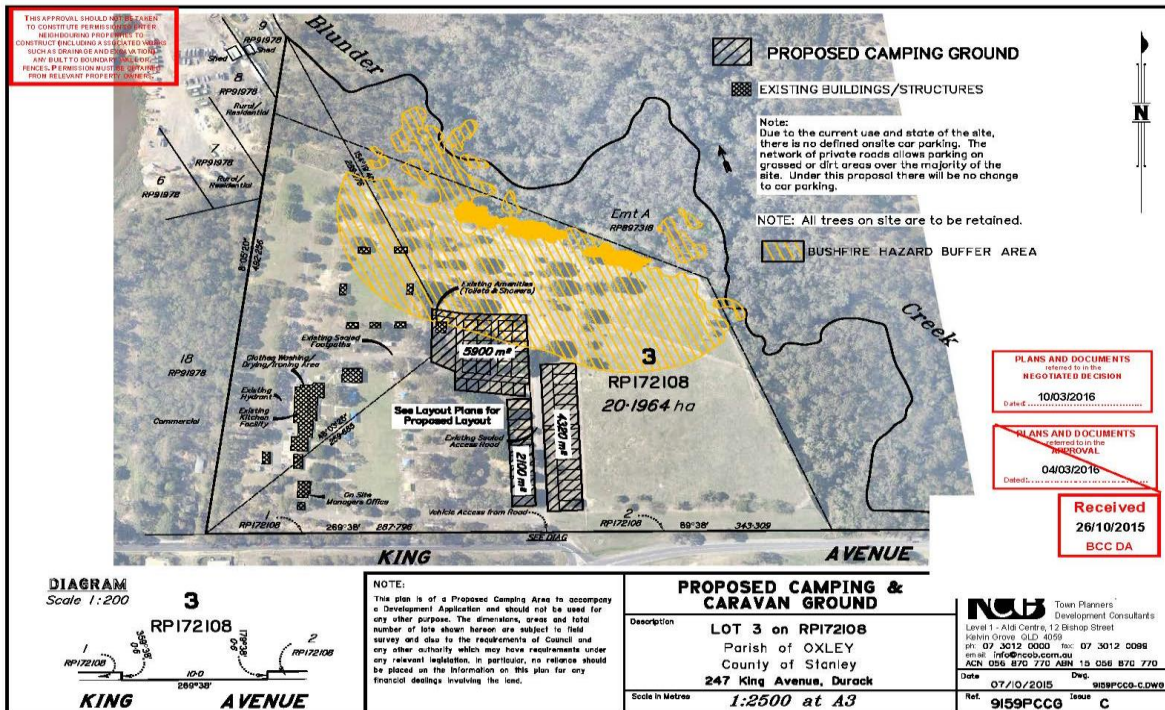 THIS APPROVAL SHOULD NOT BE TAKEN
TO CONSTITUTE PERMISSION TO ENTER
NEIGHBOURING PROPERTIES TO
CONSTRUCT (INCLUDING ASSOCIATED WORKS
SUCH AS DRAINAGE AND EXCAVATION)
ANY BUILT TO BOUNDARY WALL OR
FENCES. PERMISSION MUST BE OBTAINED
FROM RELEVANT PROPERTY OWNERS.
9
RP91978
Shed
Shed
8
RP91978
Rural/
Residential
7
RP91978
Rural/
Residential
6
RP91978
Blunder
Creek
PROPOSED CAMPING GROUND
EXISTING BUILDINGS/STRUCTURES
Note:
Due to the current use and state of the site,
there is no defined onsite car parking. The
network of private roads allows parking on
grassed or dirt areas over the majority of the
site. Under this proposal there will be no change
to car parking.
NOTE: All trees on site are to be retained.
BUSHFIRE HAZARD BUFFER AREA
N
Emt A
RP897318
8°05'20"
492·256
Existing Amenities
(Toilets & Showers)
Existing Sealed
Footpaths
Clothes Washing/
Drying/Ironing Area
Existing
Hydrant
Existing
Kitchen
Facility
18
RP91978
Commercial
5900 m²
3
RP172108
20·1964 ha
See Layout Plans for
Proposed Layout
Existing Sealed
Access Road
2100 m²
4320 m²
On Site
Managers Office
Vehicle Access from Road
1
RP172108
269°38'
287·796
SEE DIAG
2
RP172108
89°38'
343·309
KING
AVENUE
PLANS AND DOCUMENTS
referred to in the
NEGOTIATED DECISION
Dated: 10/03/2016
PLANS AND DOCUMENTS
referred to in the
APPROVAL
Dated: 04/03/2016
Received
26/10/2015
BCC DA
DIAGRAM
Scale 1:200
3
RP172108
1
RP172108
358°38'
0·6
179°38'
0·6
2
RP172108
10·0
269°38'
KING
AVENUE
NOTE:
This plan is of a Proposed Camping Area to accompany
a Development Application and should not be used for
any other purpose. The dimensions, areas and total
number of lots shown hereon are subject to field
survey and also to the requirements of Council and
any other authority which may have requirements under
any relevant legislation. In particular, no reliance should
be placed on the information on this plan for any
financial dealings involving the land.
PROPOSED CAMPING &
CARAVAN GROUND
Description
LOT 3 on RP172108
Parish of OXLEY
County of Stanley
247 King Avenue, Durack
Scale in Metres
1:2500 at A3
Town Planners
Development Consultants
Level 1 - Aldi Centre, 12 Bishop Street
Kelvin Grove QLD 4059
ph: 07 3012 0000 fax: 07 3012 0099
email: info@ncob.com.au
ACN 056 870 770 ABN 15 056 870 770
Date
07/10/2015
Dwg.
9159PCCG-C.DWG
Ref.
9159PCCG
Issue
C